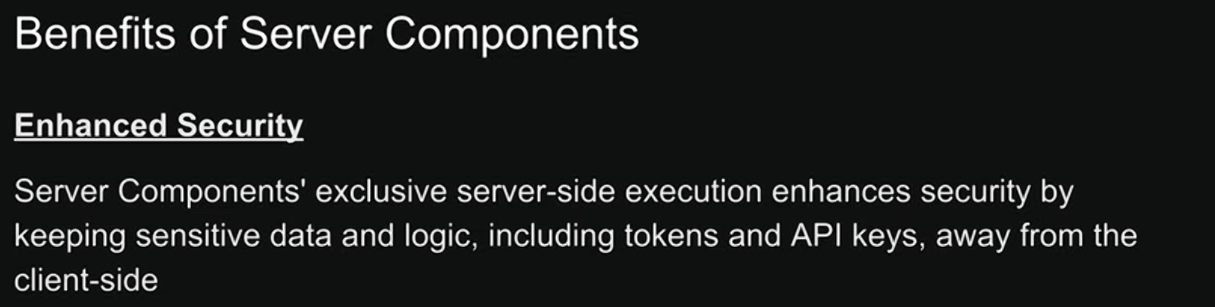 Benefits of Server Components
Enhanced Security
Server Components' exclusive server-side execution enhances security by
keeping sensitive data and logic, including tokens and API keys, away from the
client-side